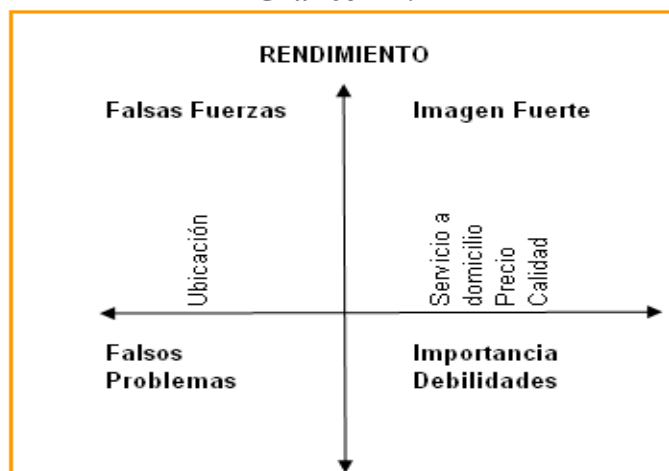 RENDIMIENTO
Falsas Fuerzas
Imagen Fuerte
Ubicación
Servicio a
domicilio
Precio
Calidad
Falsos
Problemas
Importancia
Debilidades